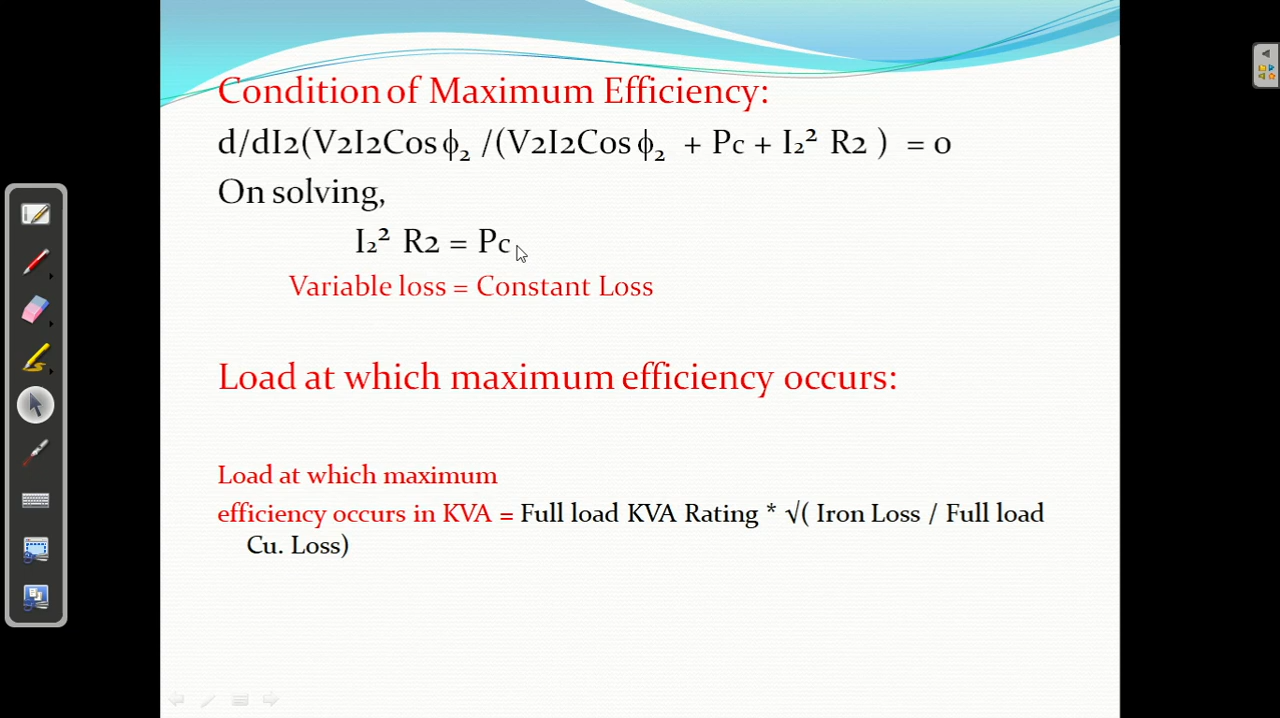 Condition of Maximum Efficiency:
d/dI2(V2I2Cos ϕ₂ /(V2I2Cos ϕ₂ + Pc + I₂² R2 ) = 0
On solving,
I₂² R2 = Pc
Variable loss = Constant Loss
Load at which maximum efficiency occurs:
Load at which maximum
efficiency occurs in KVA = Full load KVA Rating * √( Iron Loss / Full load
Cu. Loss)